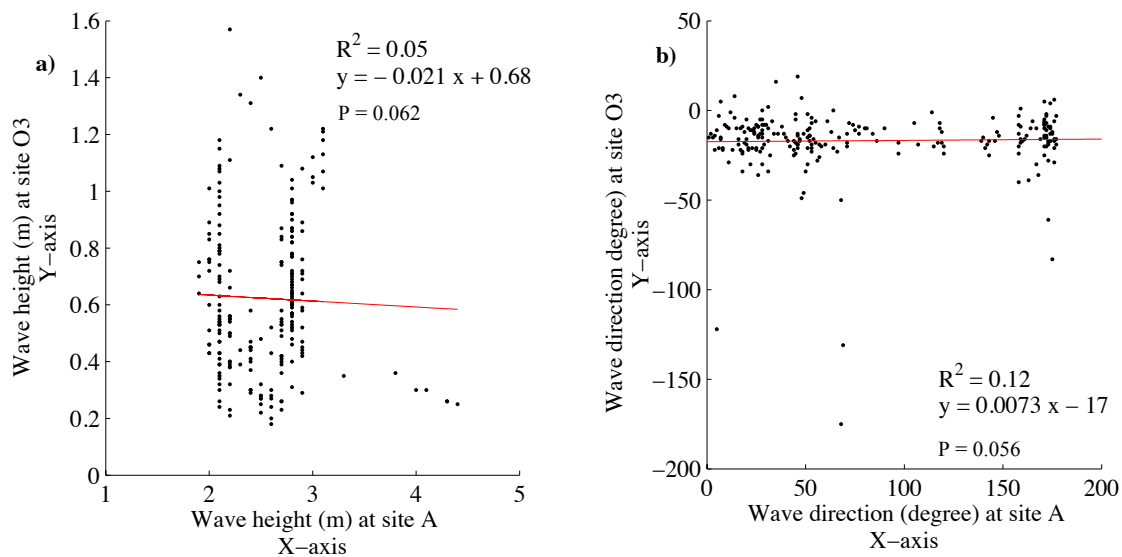 a)
1.6
1.4
1.2
1
0.8
0.6
0.4
0.2
0
Wave height (m) at site O3
Y−axis
R² = 0.05
y = − 0.021 x + 0.68
P = 0.062
1
2
3
4
5
Wave height (m) at site A
X−axis
b)
50
0
−50
−100
−150
−200
Wave direction degree) at site O3
Y−axis
R² = 0.12
y = 0.0073 x − 17
P = 0.056
0
50
100
150
200
Wave direction (degree) at site A
X−axis